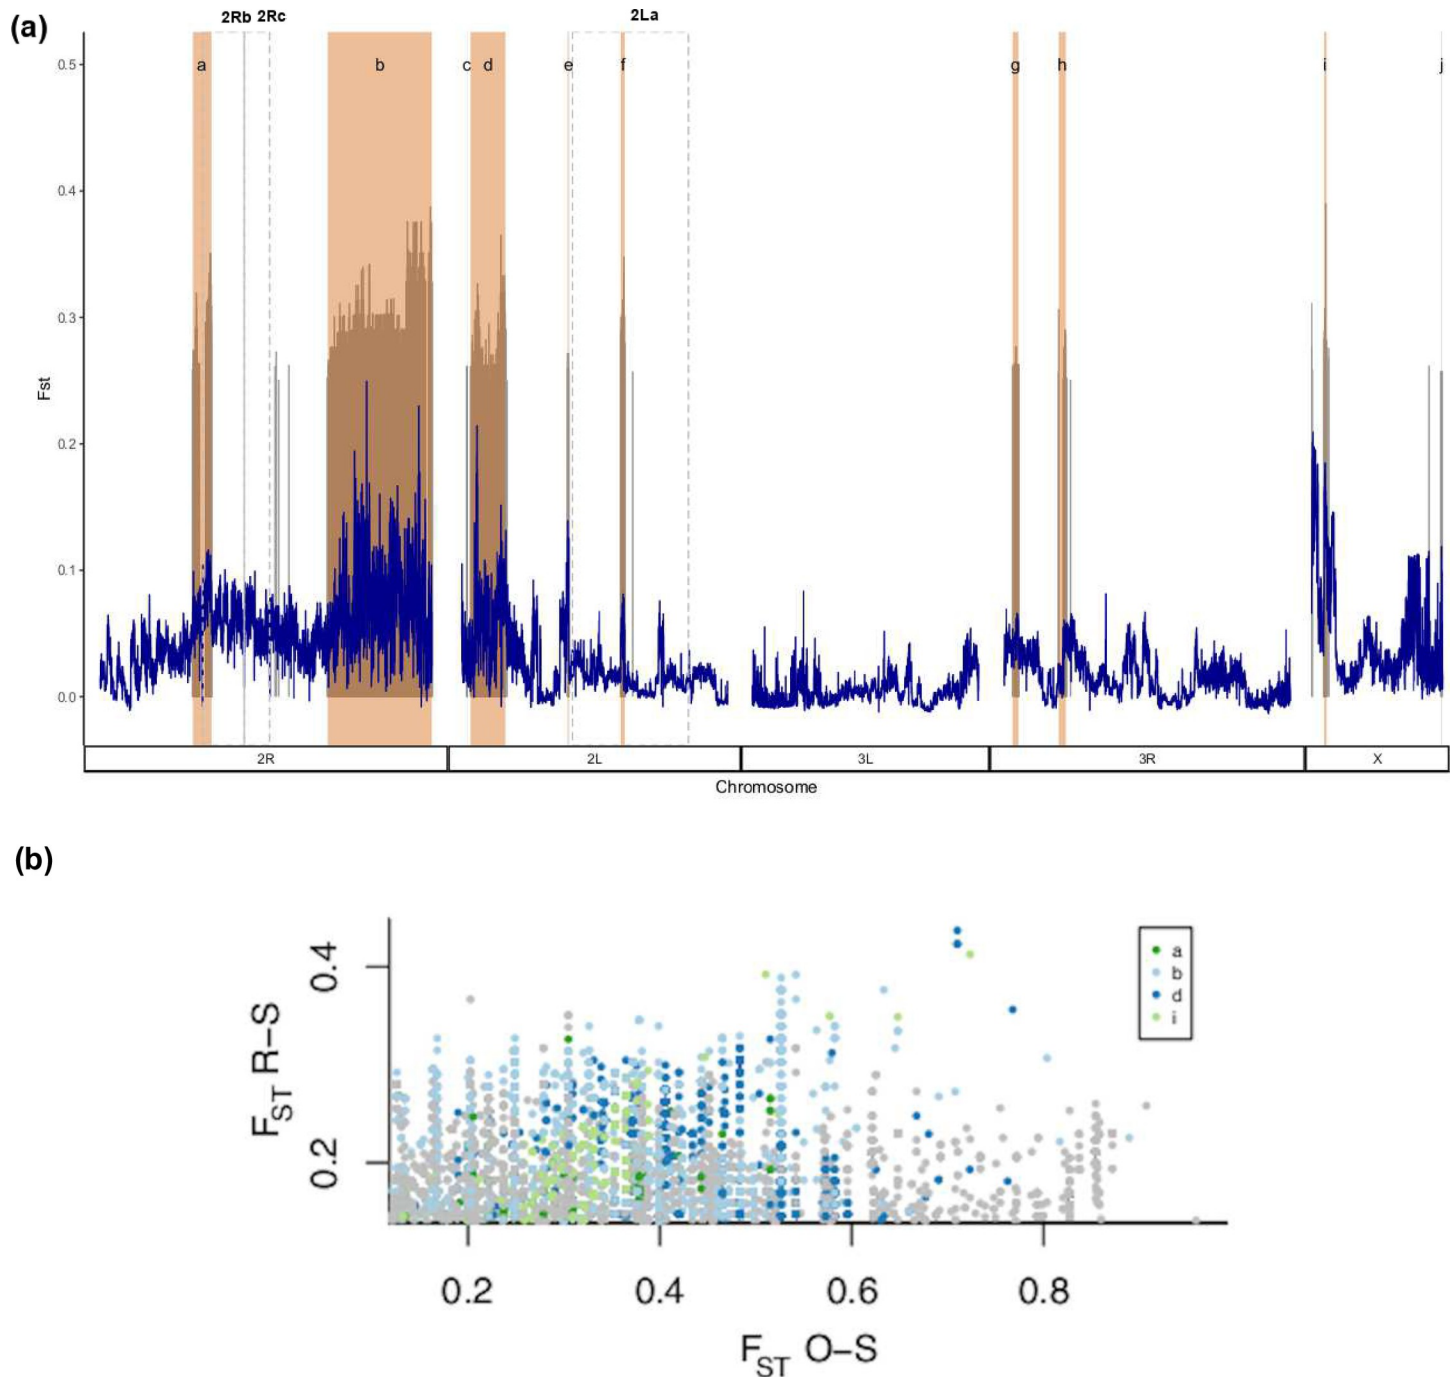 (a)
2Rb 2Rc 2La
a b c d e f g h i j
0.5
0.4
0.3
0.2
0.1
0.0
Fst
2R 2L 3L 3R X
Chromosome
(b)
0.4
0.2
FST R–S
a
b
d
i
0.2 0.4 0.6 0.8
FST O–S